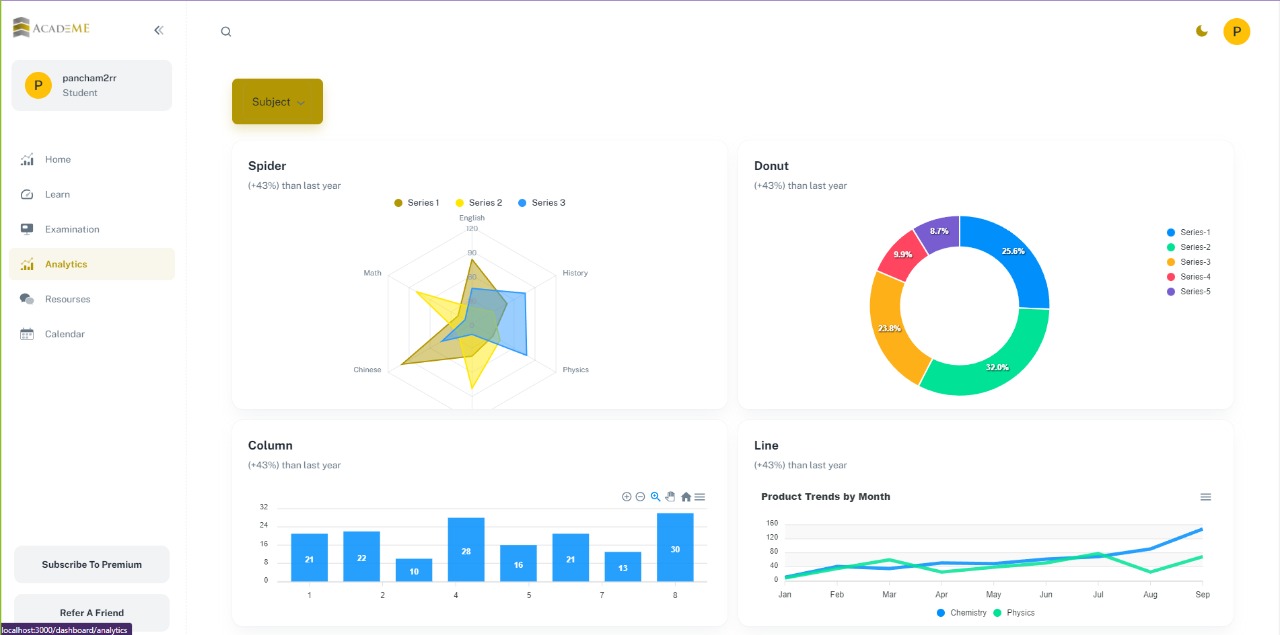 ACADEME
P
pancham2rr
Student
Home
Learn
Examination
Analytics
Resourses
Calendar
Subscribe To Premium
Refer A Friend
localhost:3000/dashboard/analytics
P
Subject
Spider
(+43%) than last year
Series 1 Series 2 Series 3
English
120
90
Math History
Chinese Physics
Donut
(+43%) than last year
8.7%
25.6%
9.9%
23.8%
32.0%
Series-1
Series-2
Series-3
Series-4
Series-5
Column
(+43%) than last year
32
24
16
8
0
21 22 10 28 16 21 13 30
1 2 4 5 7 8
Line
(+43%) than last year
Product Trends by Month
160
120
80
40
0
Jan Feb Mar Apr May Jun Jul Aug Sep
Chemistry Physics